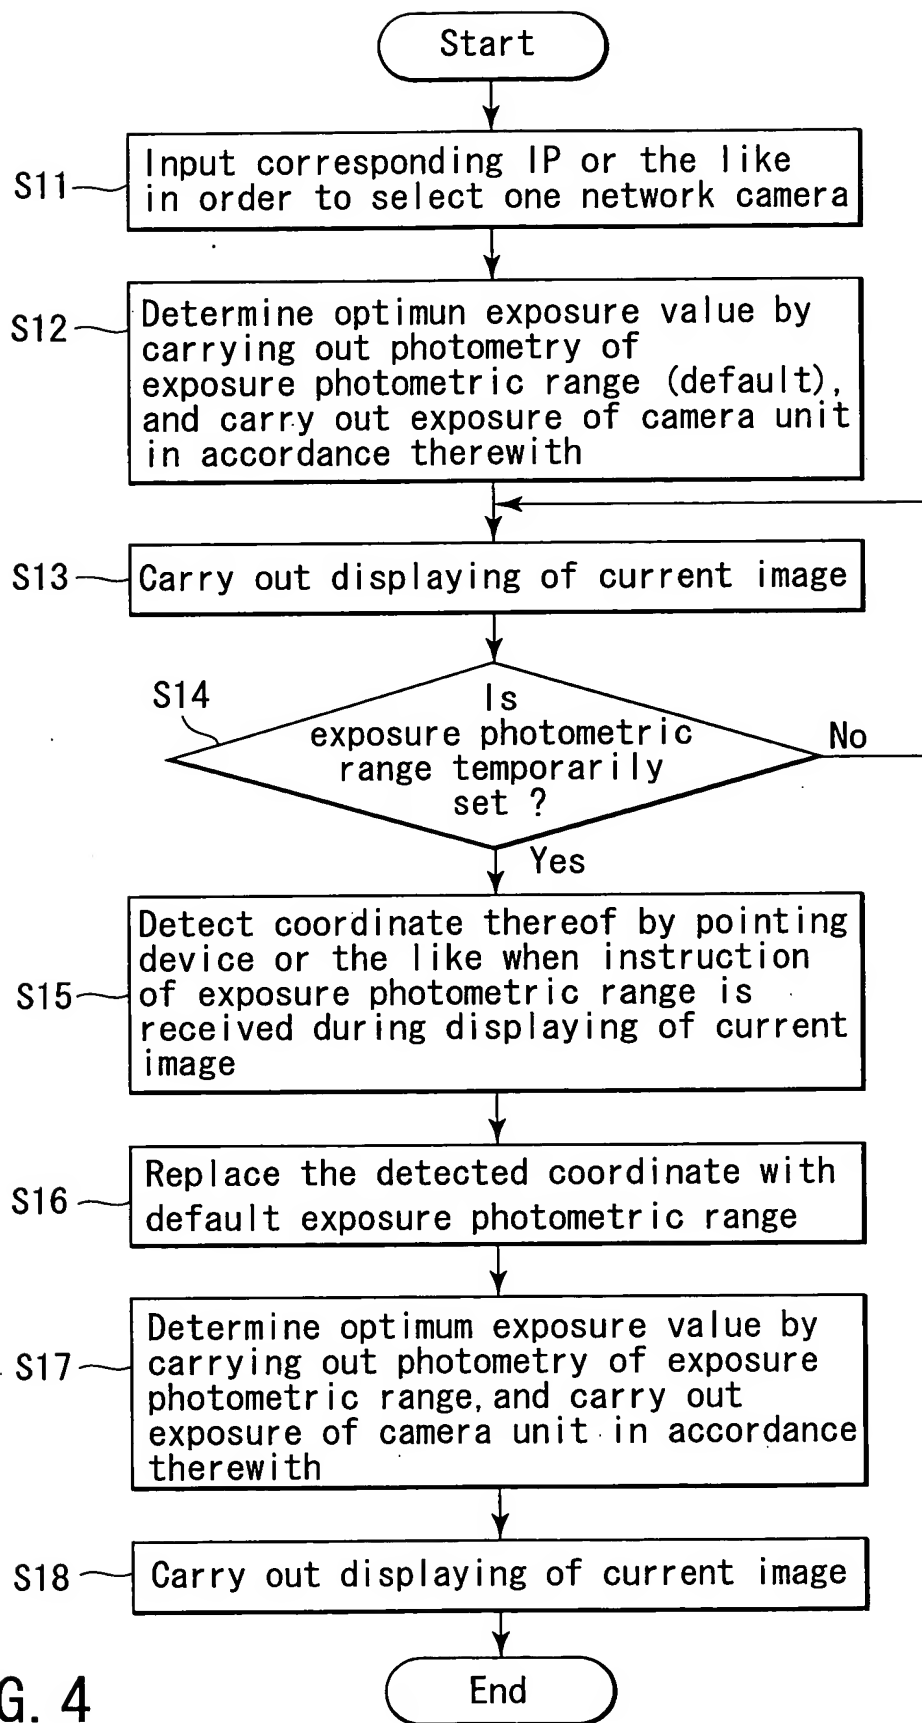 Start
S11
Input corresponding IP or the like
in order to select one network camera
S12
Determine optimun exposure value by
carrying out photometry of
exposure photometric range (default),
and carry out exposure of camera unit
in accordance therewith
S13
Carry out displaying of current image
S14
Is
exposure photometric
range temporarily
set ?
No
Yes
S15
Detect coordinate thereof by pointing
device or the like when instruction
of exposure photometric range is
received during displaying of current
image
S16
Replace the detected coordinate with
default exposure photometric range
S17
Determine optimum exposure value by
carrying out photometry of exposure
photometric range, and carry out
exposure of camera unit in accordance
therewith
S18
Carry out displaying of current image
End
G. 4